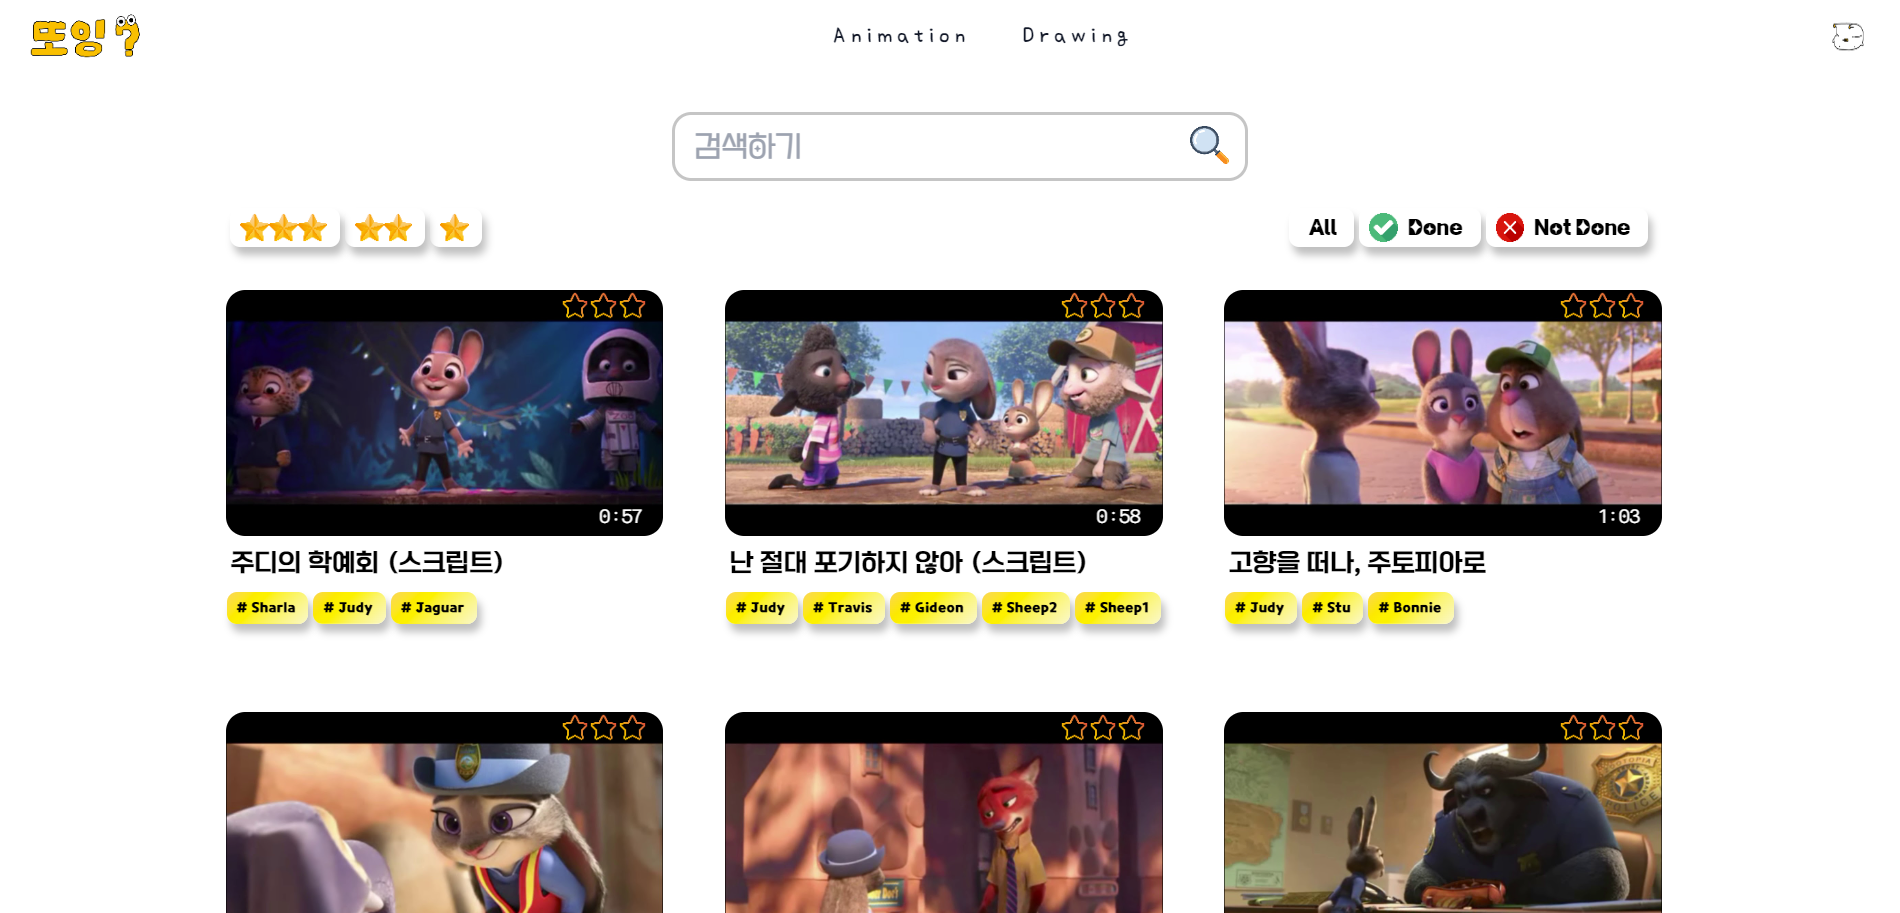 또잉?
Animation Drawing
검색하기
All Done Not Done
0:57
0:58
1:03
주디의 학예회 (스크립트)
난 절대 포기하지 않아 (스크립트)
고향을 떠나, 주토피아로
# Sharla # Judy # Jaguar
# Judy # Travis # Gideon # Sheep2 # Sheep1
# Judy # Stu # Bonnie